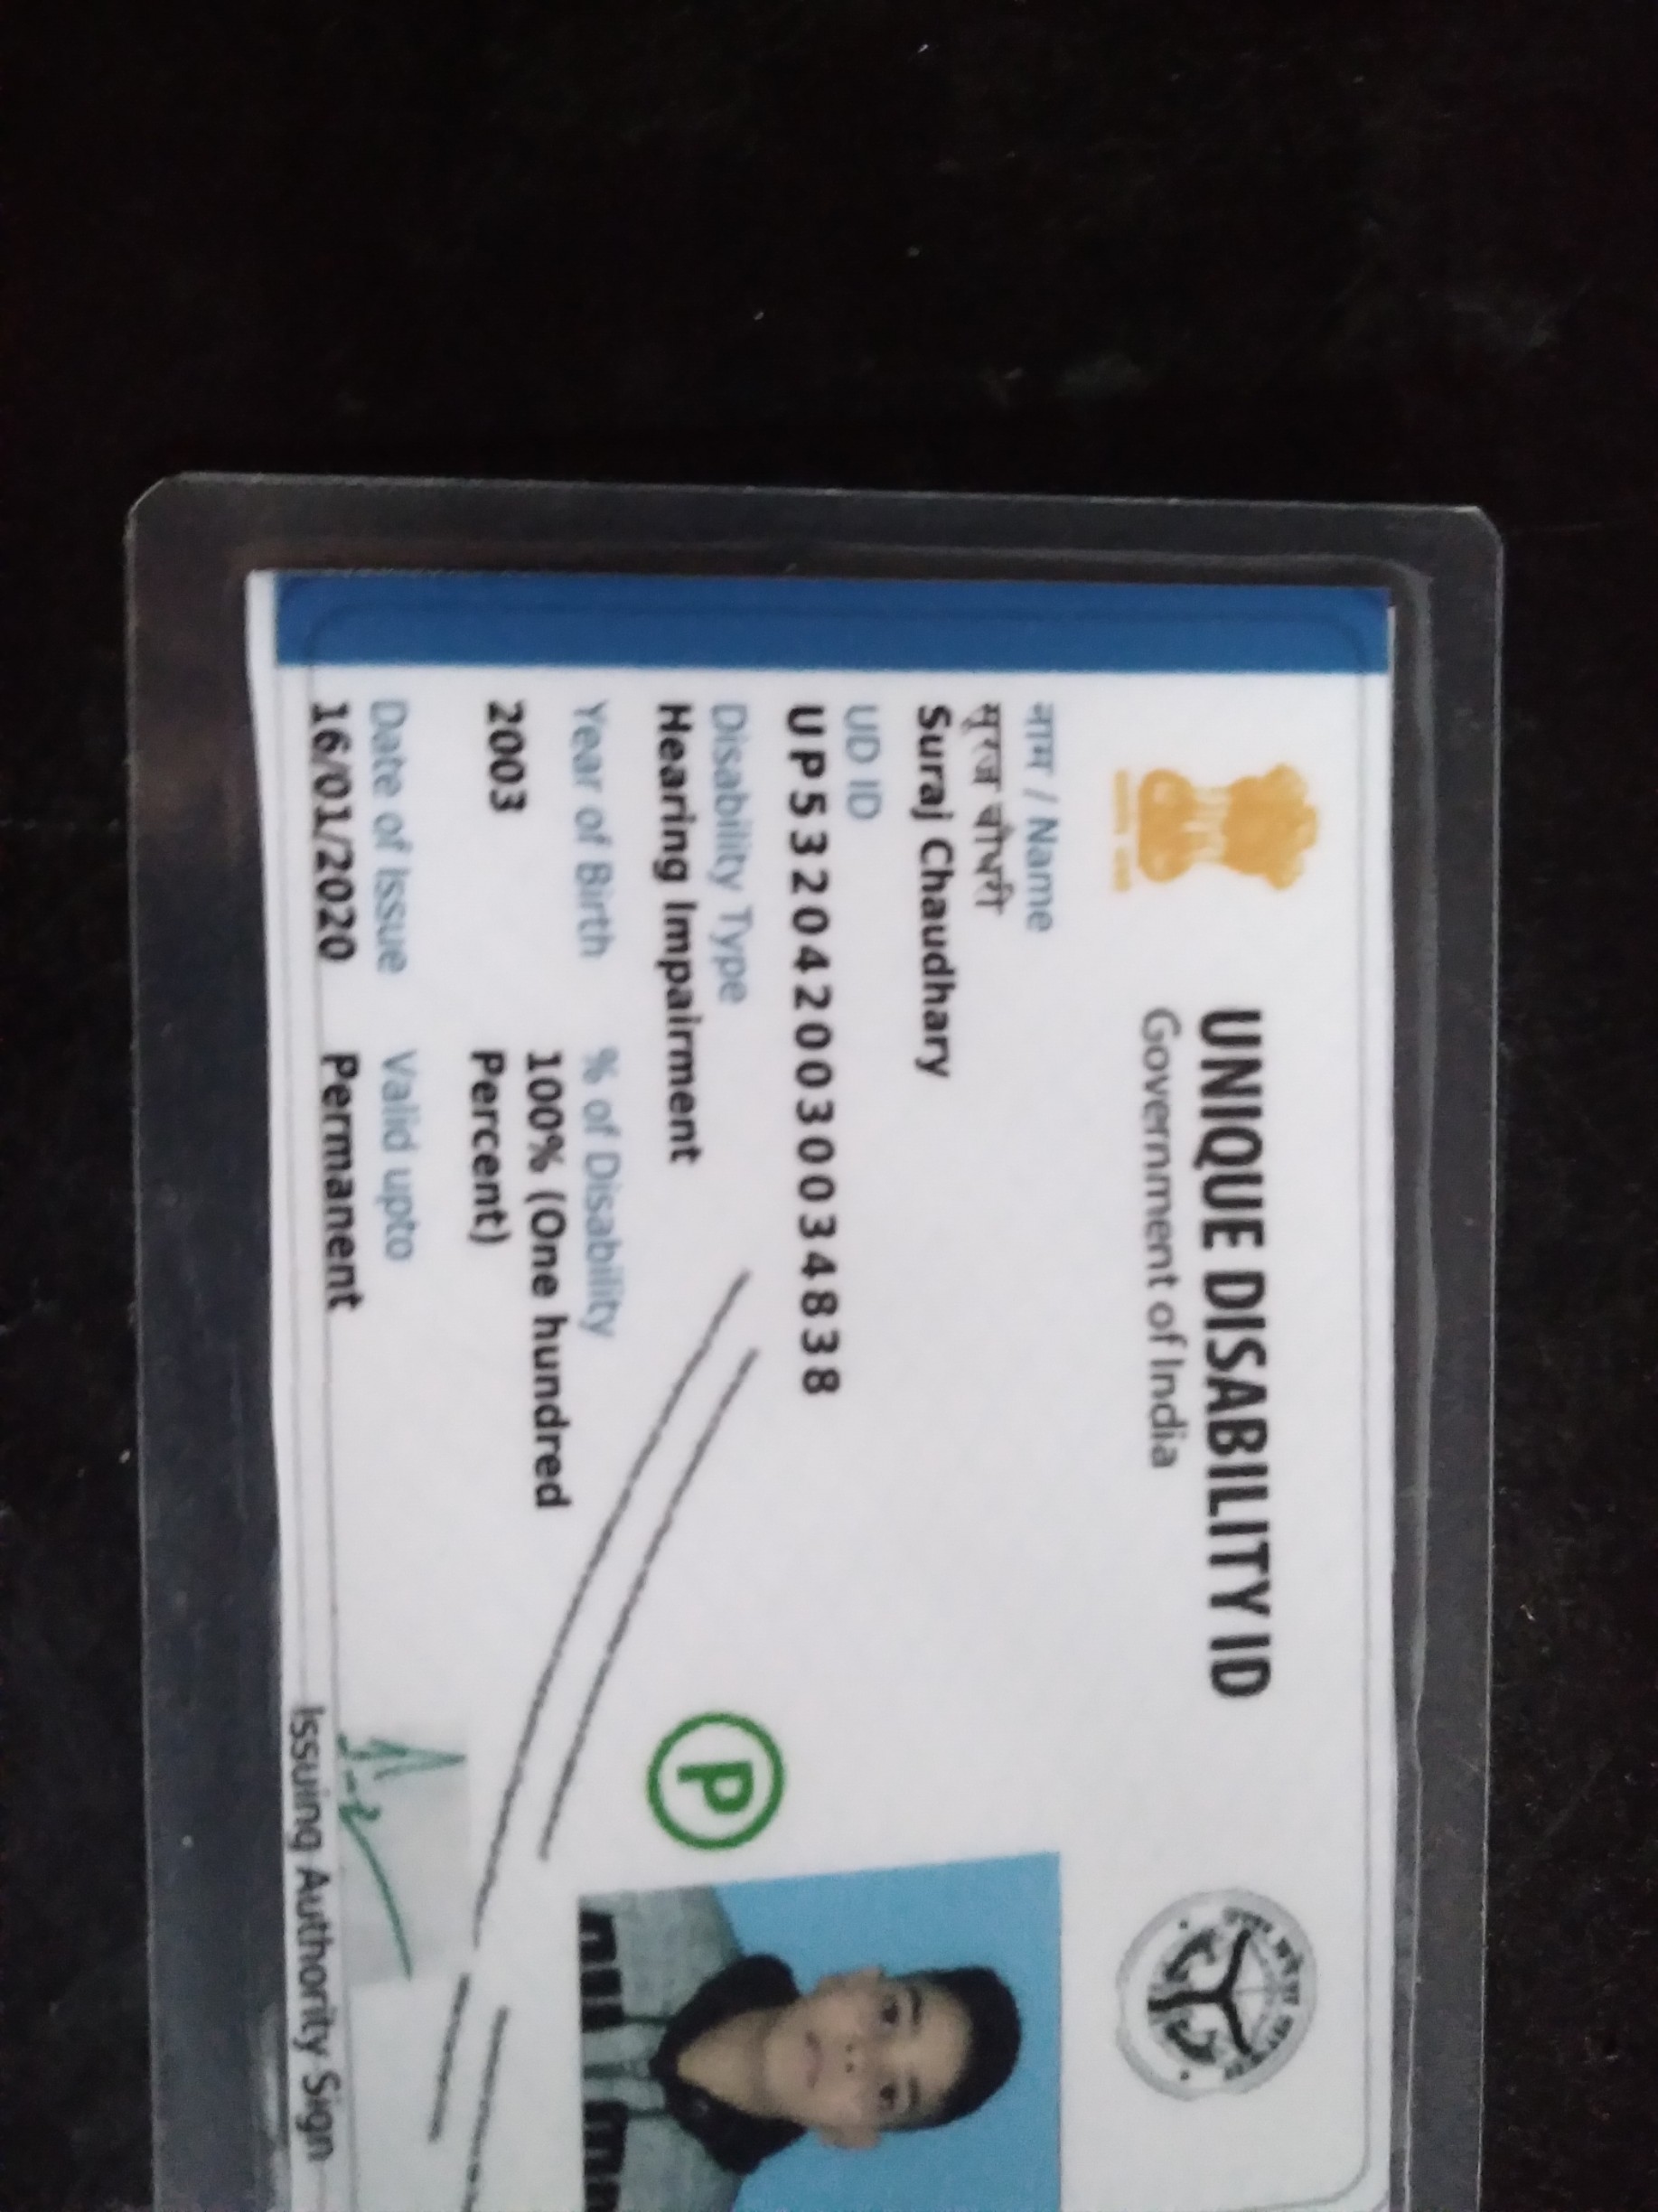 UNIQUE DISABILITY ID
Government of India
नाम / Name
सूरज चौधरी
Suraj Chaudhary
UD ID
UP5320420030034838
Disability Type
Hearing Impairment
Year of Birth
% of Disability
2003
100% (One hundred
Percent)
P
Date of Issue
Valid upto
16/01/2020
Permanent
Issuing Authority Sign